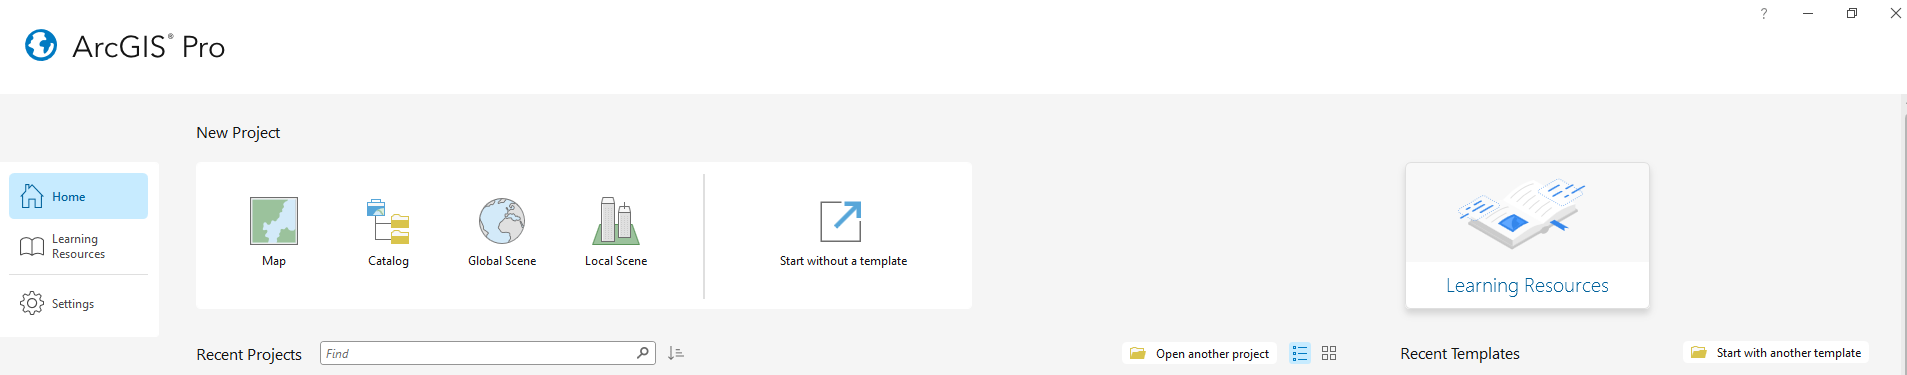 ?
ArcGIS® Pro
New Project
Home
Learning
Resources
Settings
Map
Catalog
Global Scene
Local Scene
Start without a template
Learning Resources
Recent Projects
Find
Open another project
Recent Templates
Start with another template